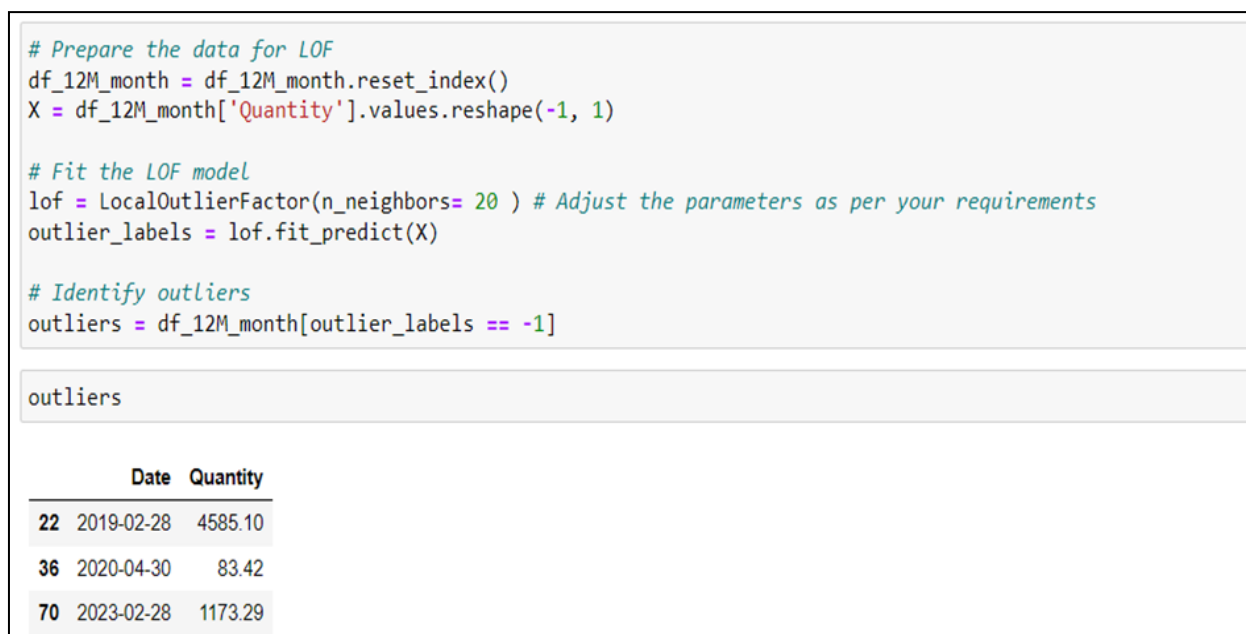 # Prepare the data for LOF
df_12M_month = df_12M_month.reset_index()
X = df_12M_month['Quantity'].values.reshape(-1, 1)
# Fit the LOF model
lof = LocalOutlierFactor(n_neighbors= 20 ) # Adjust the parameters as per your requirements
outlier_labels = lof.fit_predict(X)
# Identify outliers
outliers = df_12M_month[outlier_labels == -1]
outliers
Date Quantity
22 2019-02-28 4585.10
36 2020-04-30 83.42
70 2023-02-28 1173.29